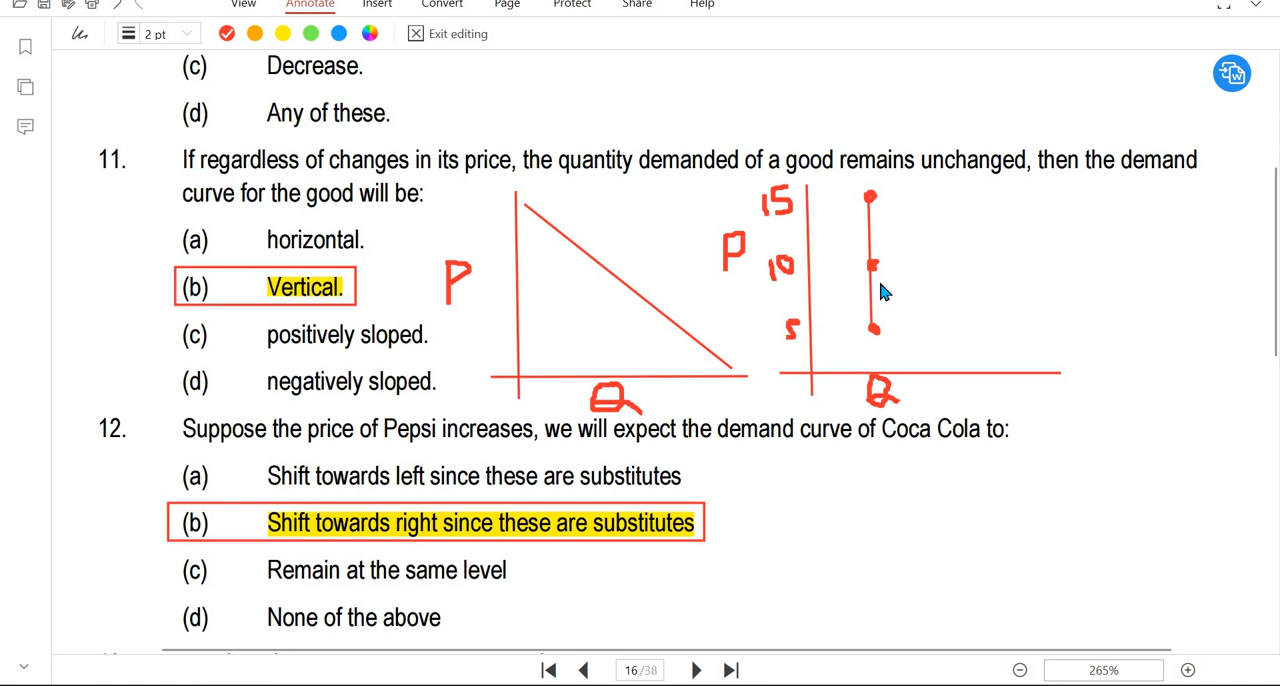 View Annotate Insert Convert Page Protect Share Help
2 pt Exit editing
(c) Decrease.
(d) Any of these.
11. If regardless of changes in its price, the quantity demanded of a good remains unchanged, then the demand
curve for the good will be:
(a) horizontal.
(b) Vertical.
(c) positively sloped.
(d) negatively sloped.
P
Q
P
15
10
5
Q
12. Suppose the price of Pepsi increases, we will expect the demand curve of Coca Cola to:
(a) Shift towards left since these are substitutes
(b) Shift towards right since these are substitutes
(c) Remain at the same level
(d) None of the above
16/38 265%